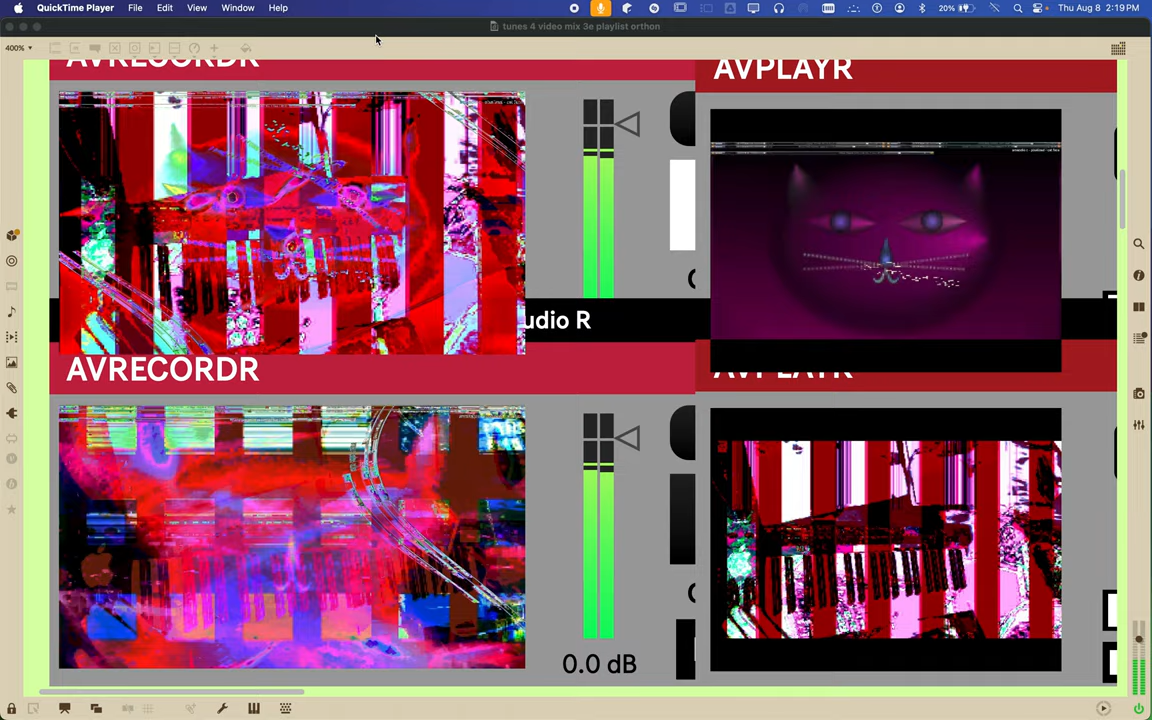 QuickTime Player File Edit View Window Help 20% Thu Aug 8 2:19 PM
tunes 4 video mix 3e playlist orthon
400%
AVRECORDR
AVPLAYR
udio R
AVRECORDR
AVPLAYR
0.0 dB